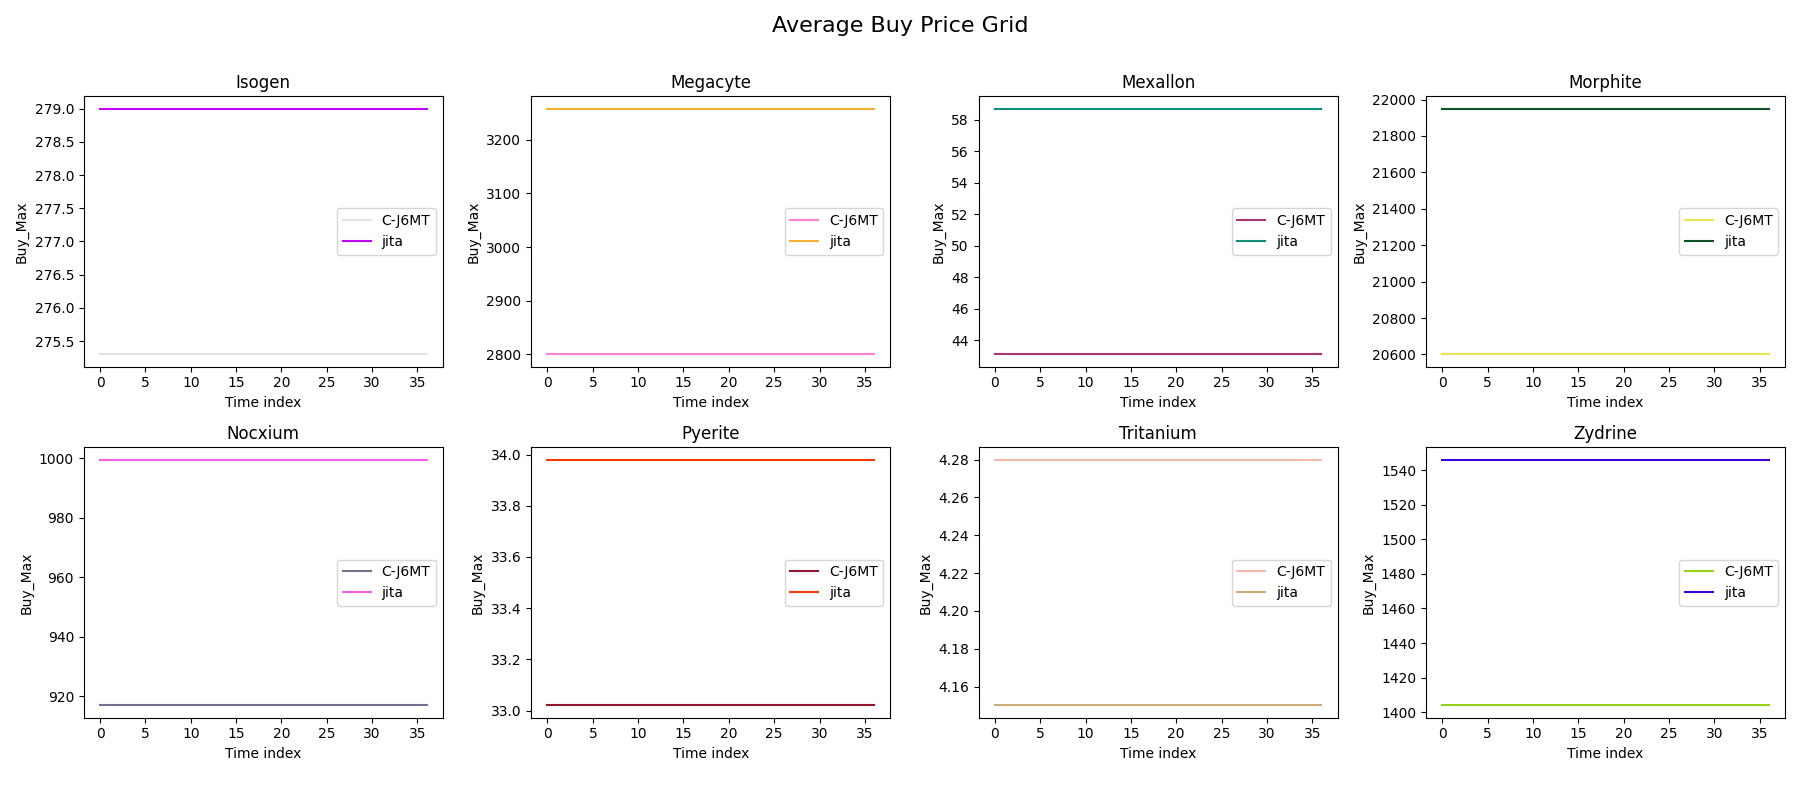 Average Buy Price Grid
Isogen
279.0
278.5
278.0
277.5
277.0
276.5
276.0
275.5
Buy_Max
C-J6MT
jita
0 5 10 15 20 25 30 35
Time index
Megacyte
3200
3100
3000
2900
2800
Buy_Max
C-J6MT
jita
0 5 10 15 20 25 30 35
Time index
Mexallon
58
56
54
52
50
48
46
44
Buy_Max
C-J6MT
jita
0 5 10 15 20 25 30 35
Time index
Morphite
22000
21800
21600
21400
21200
21000
20800
20600
Buy_Max
C-J6MT
jita
0 5 10 15 20 25 30 35
Time index
Nocxium
1000
980
960
940
920
Buy_Max
C-J6MT
jita
0 5 10 15 20 25 30 35
Time index
Pyerite
34.0
33.8
33.6
33.4
33.2
33.0
Buy_Max
C-J6MT
jita
0 5 10 15 20 25 30 35
Time index
Tritanium
4.28
4.26
4.24
4.22
4.20
4.18
4.16
Buy_Max
C-J6MT
jita
0 5 10 15 20 25 30 35
Time index
Zydrine
1540
1520
1500
1480
1460
1440
1420
1400
Buy_Max
C-J6MT
jita
0 5 10 15 20 25 30 35
Time index